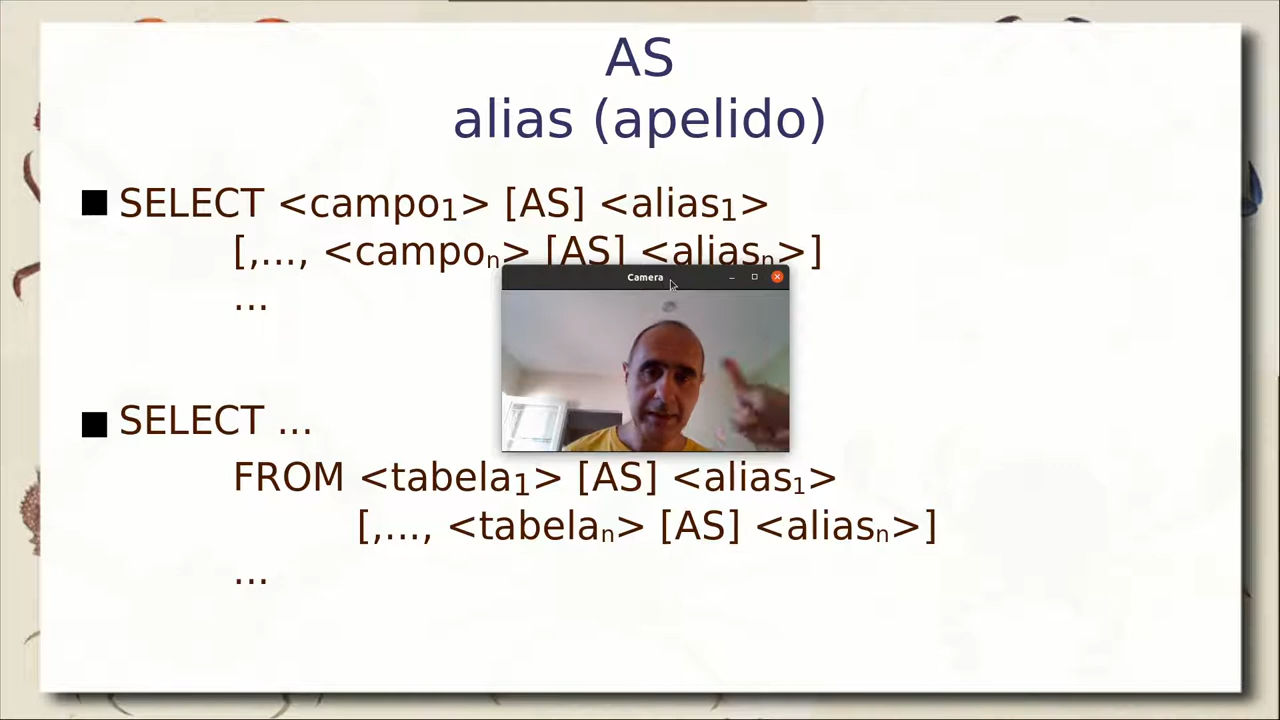 AS
alias (apelido)
SELECT <campo₁> [AS] <alias₁>
[,..., <campoₙ> [AS] <aliasₙ>]
...
Camera
SELECT ...
FROM <tabela₁> [AS] <alias₁>
[,..., <tabelaₙ> [AS] <aliasₙ>]
...